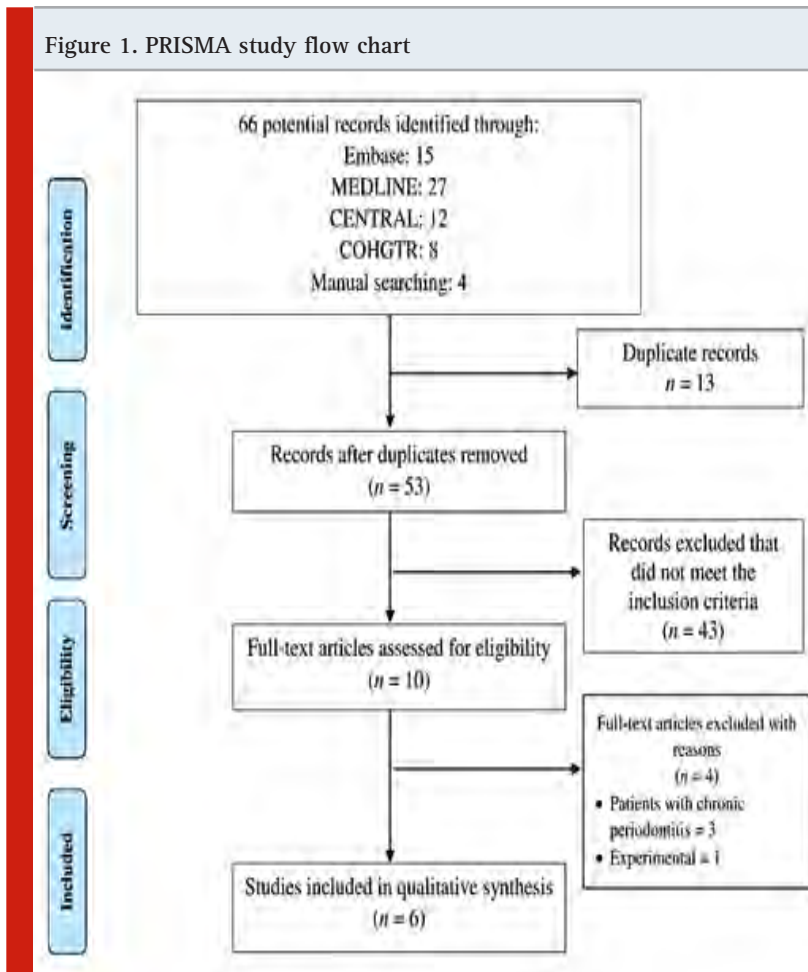 Figure 1. PRISMA study flow chart
66 potential records identified through:
Embase: 15
MEDLINE: 27
CENTRAL: 12
COHGTR: 8
Manual searching: 4
Identification
Duplicate records
n = 13
Records after duplicates removed
(n = 53)
Screening
Records excluded that
did not meet the
inclusion criteria
(n = 43)
Full-text articles assessed for eligibility
(n = 10)
Eligibility
Full-text articles excluded with
reasons
(n = 4)
• Patients with chronic
periodontitis = 3
• Experimental = 1
Studies included in qualitative synthesis
(n = 6)
Included